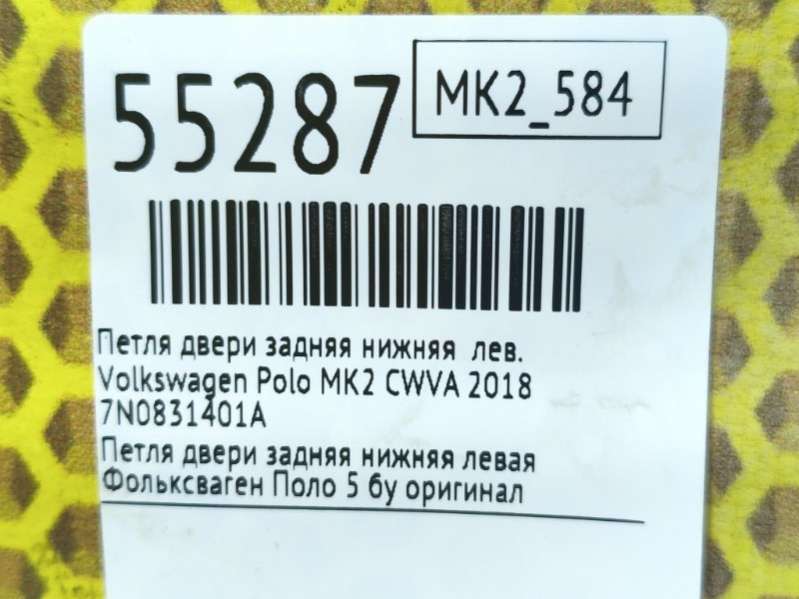 55287
MK2_584
Петля двери задняя нижняя лев.
Volkswagen Polo MK2 CWVA 2018
7N0831401A
Петля двери задняя нижняя левая
Фольксваген Поло 5 бу оригинал